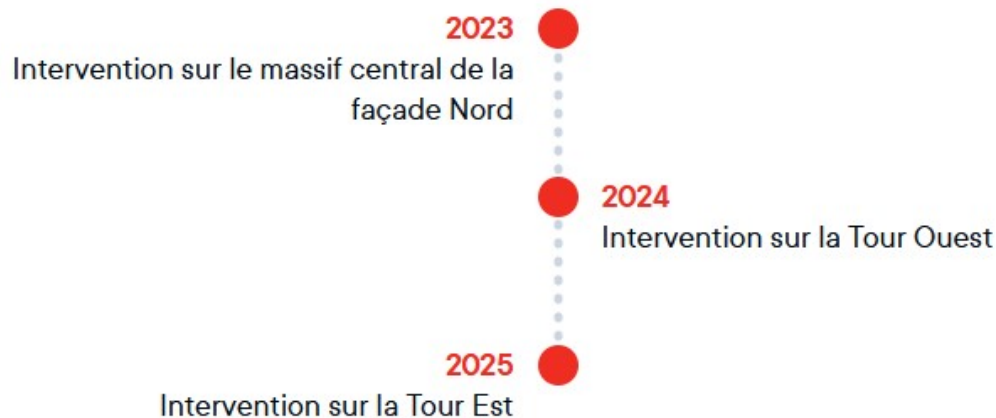 2023
Intervention sur le massif central de la
façade Nord
2024
Intervention sur la Tour Ouest
2025
Intervention sur la Tour Est